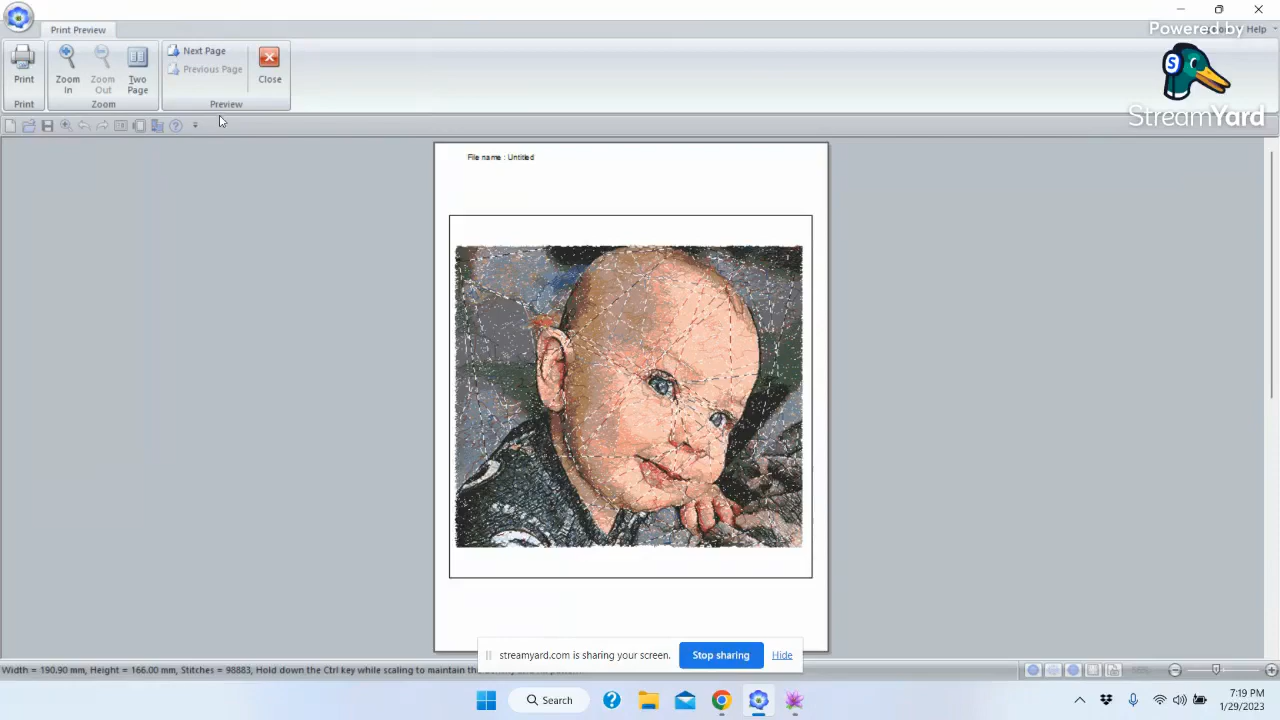 Print Preview
Help
Powered by
StreamYard
Print
Zoom In
Zoom Out
Two Page
Next Page
Previous Page
Close
Print
Zoom
Preview
File name : Untitled
streamyard.com is sharing your screen.
Stop sharing
Hide
Width = 190.90 mm, Height = 166.00 mm, Stitches = 98883, Hold down the Ctrl key while scaling to maintain the
Search
7:19 PM
1/29/2023